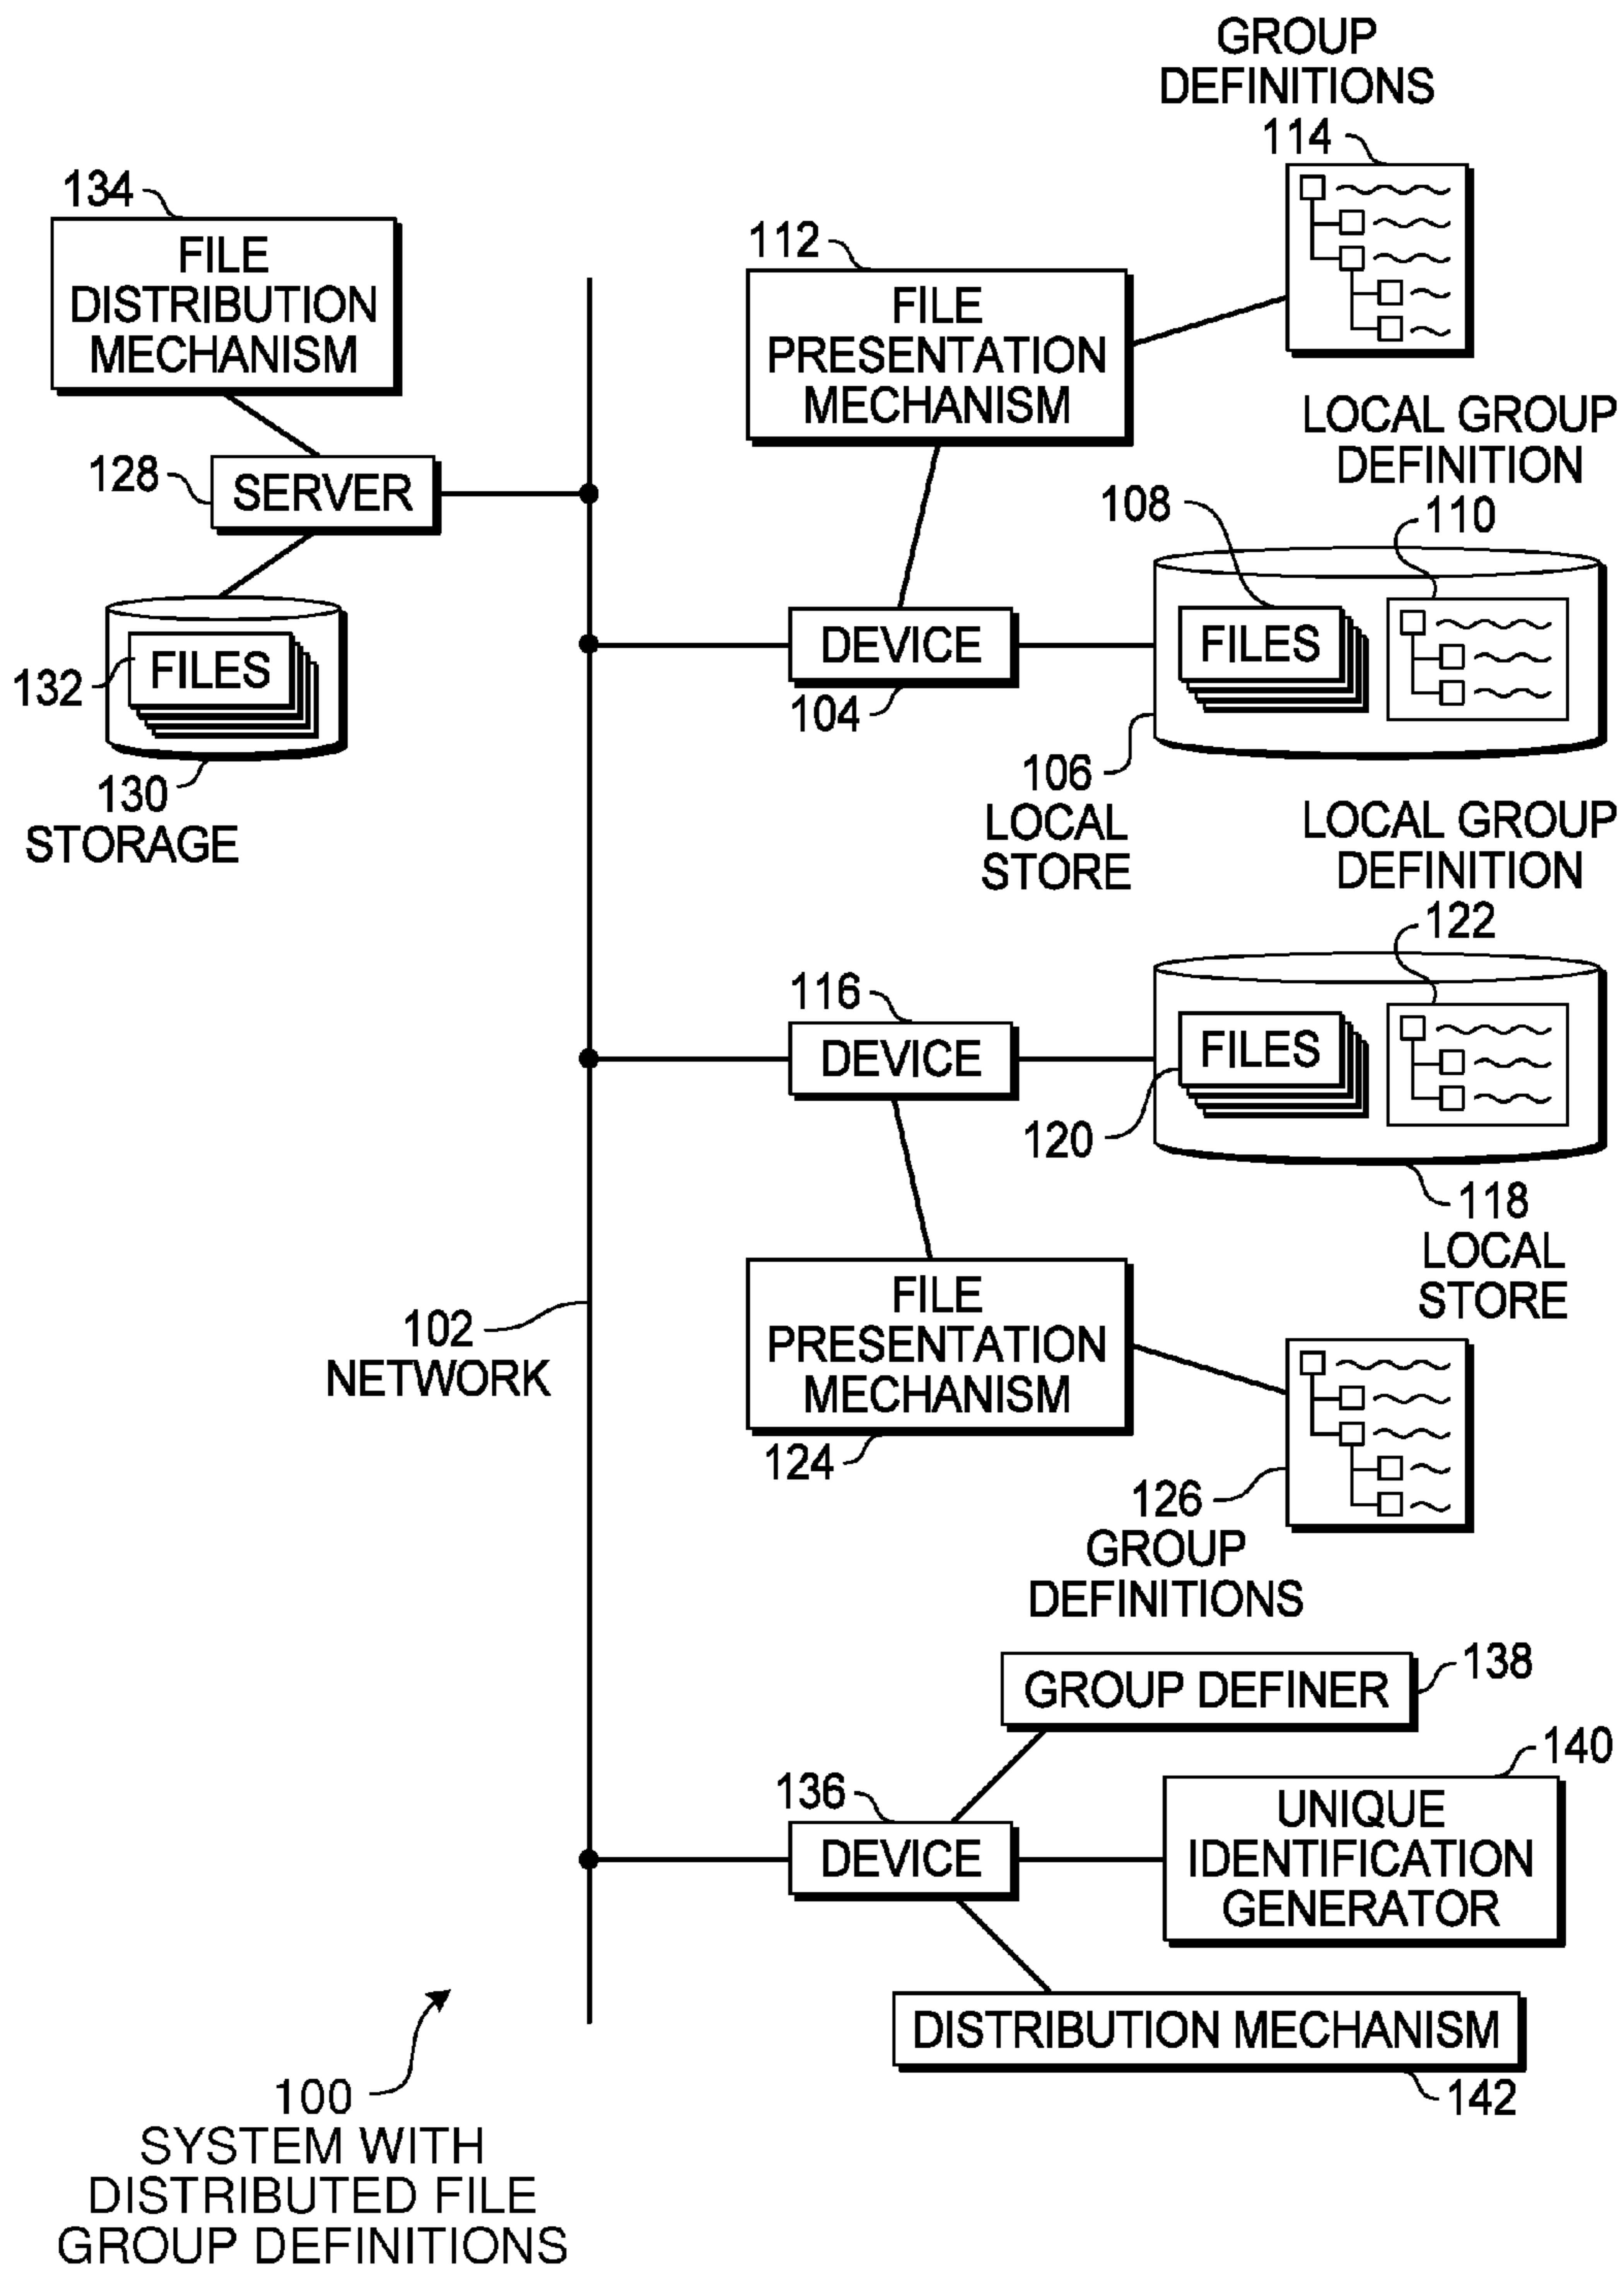 GROUP
DEFINITIONS
114
134
FILE
DISTRIBUTION
MECHANISM
112
FILE
PRESENTATION
MECHANISM
128
SERVER
LOCAL GROUP
DEFINITION
108
110
FILES
132
FILES
DEVICE
104
130
STORAGE
106
LOCAL
STORE
LOCAL GROUP
DEFINITION
122
116
DEVICE
FILES
120
118
LOCAL
STORE
102
NETWORK
FILE
PRESENTATION
MECHANISM
124
126
GROUP
DEFINITIONS
GROUP DEFINER
138
140
136
DEVICE
UNIQUE
IDENTIFICATION
GENERATOR
DISTRIBUTION MECHANISM
142
100
SYSTEM WITH
DISTRIBUTED FILE
GROUP DEFINITIONS